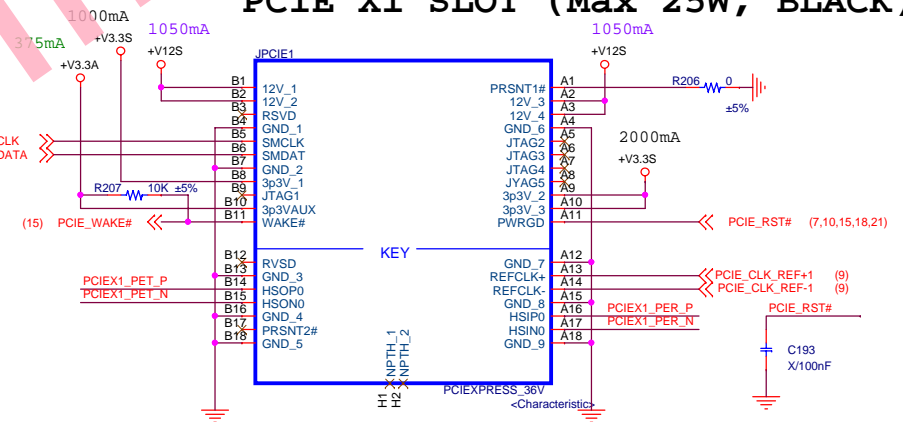 PCIE X1 SLOT (Max 25W, BLACK)
1000mA
375mA
+V3.3S
1050mA
+V12S
+V3.3A
1050mA
+V12S
JPCIE1
B1 12V_1
B2 12V_2
B3 RSVD
B4 GND_1
B5 SMCLK
B6 SMDAT
B7 GND_2
B8 3p3V_1
B9 JTAG1
B10 3p3VAUX
B11 WAKE#
KEY
B12 RVSD
B13 GND_3
B14 HSOP0
B15 HSON0
B16 GND_4
B17 PRSNT2#
B18 GND_5
PRSNT1# A1
12V_3 A2
12V_4 A3
GND_6 A4
JTAG2 A5
JTAG3 A6
JTAG4 A7
JYAG5 A8
3p3V_2 A9
3p3V_3 A10
PWRGD A11
GND_7 A12
REFCLK+ A13
REFCLK- A14
GND_8 A15
HSIP0 A16
HSIN0 A17
GND_9 A18
CLK
DATA
R207 10K ±5%
(15) PCIE_WAKE#
PCIEX1_PET_P
PCIEX1_PET_N
R206 0
±5%
2000mA
+V3.3S
PCIE_RST# (7,10,15,18,21)
PCIE_CLK_REF+1 (9)
PCIE_CLK_REF-1 (9)
PCIEX1_PER_P
PCIEX1_PER_N
PCIE_RST#
C193
X/100nF
NPTH_1
NPTH_2
H1
H2
PCIEXPRESS_36V
<Characteristic>